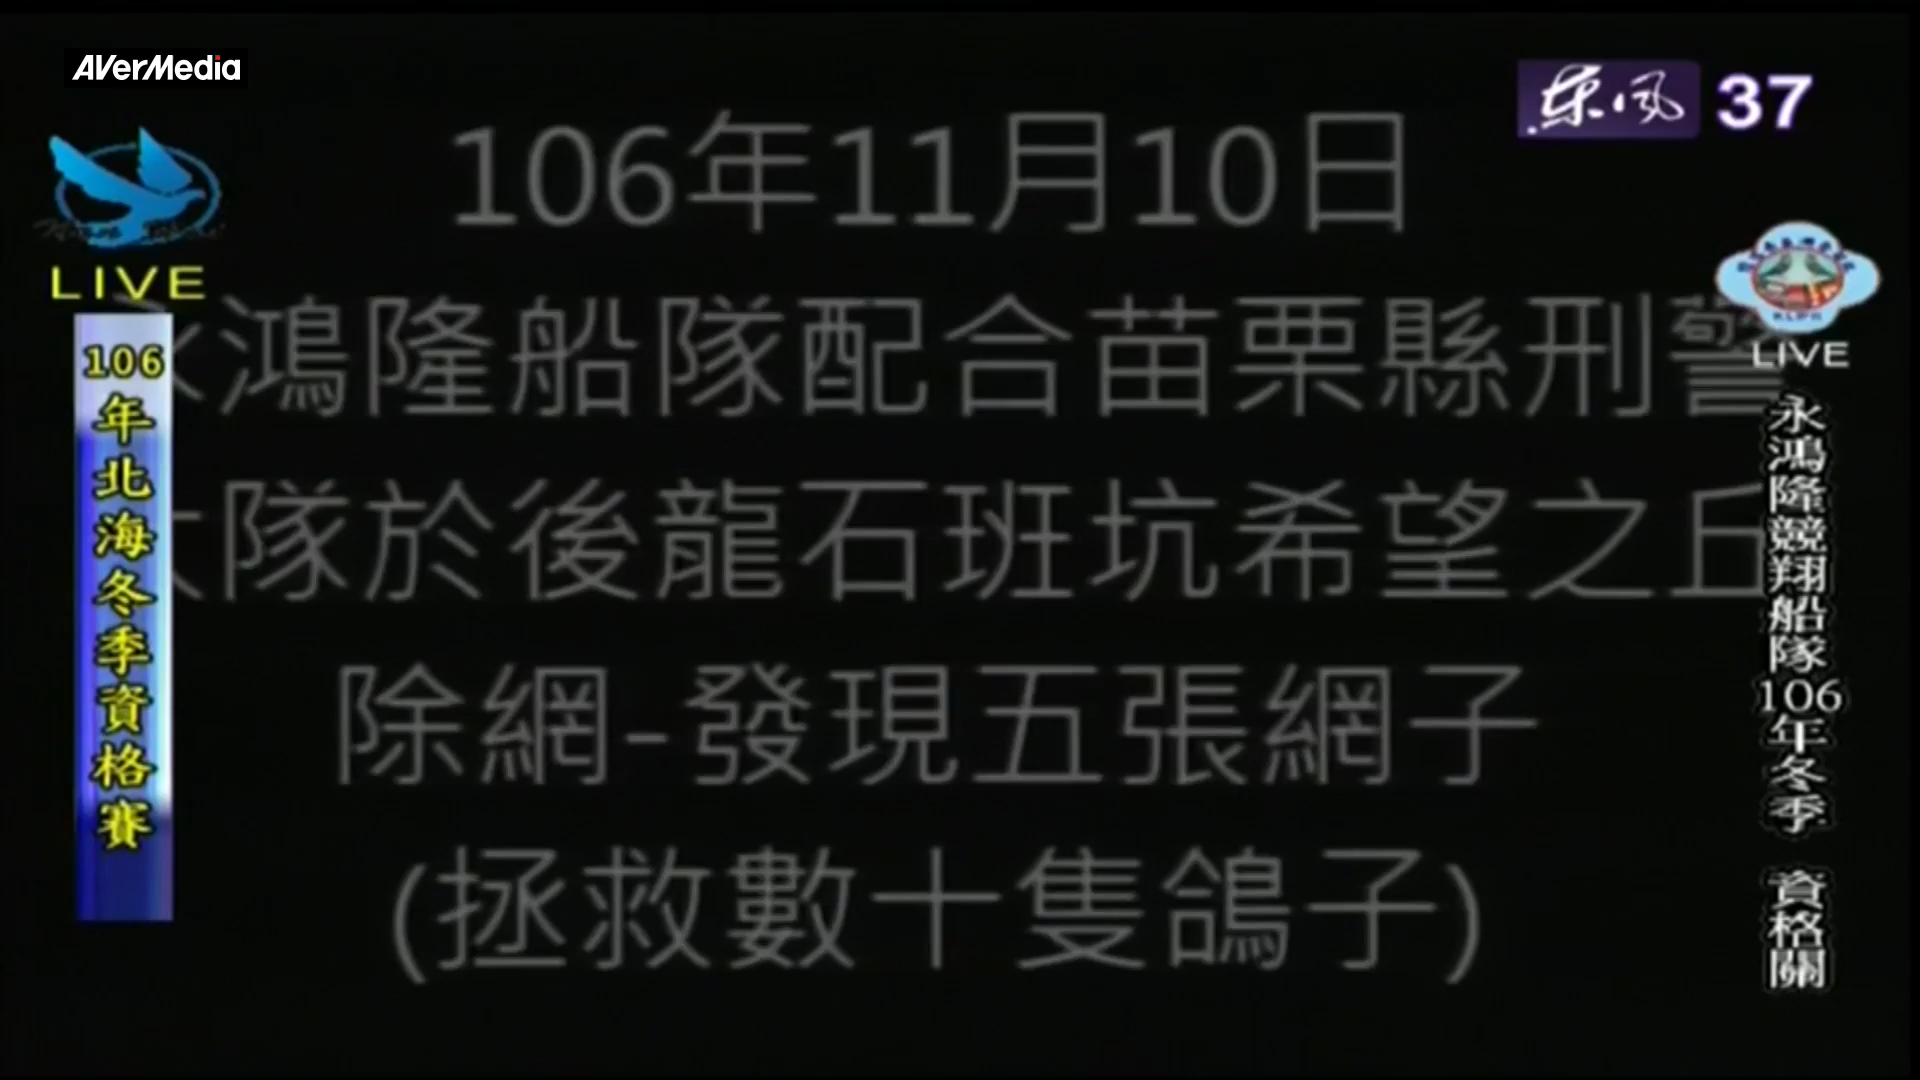 AVerMedia
东風 37
106年11月10日
LIVE
永鴻隆船隊配合苗栗縣刑警
大隊於後龍石班坑希望之丘
除網-發現五張網子
(拯救數十隻鴿子)
106年北海冬季資格賽
LIVE
永鴻隆競翔船隊106年冬季 資格關